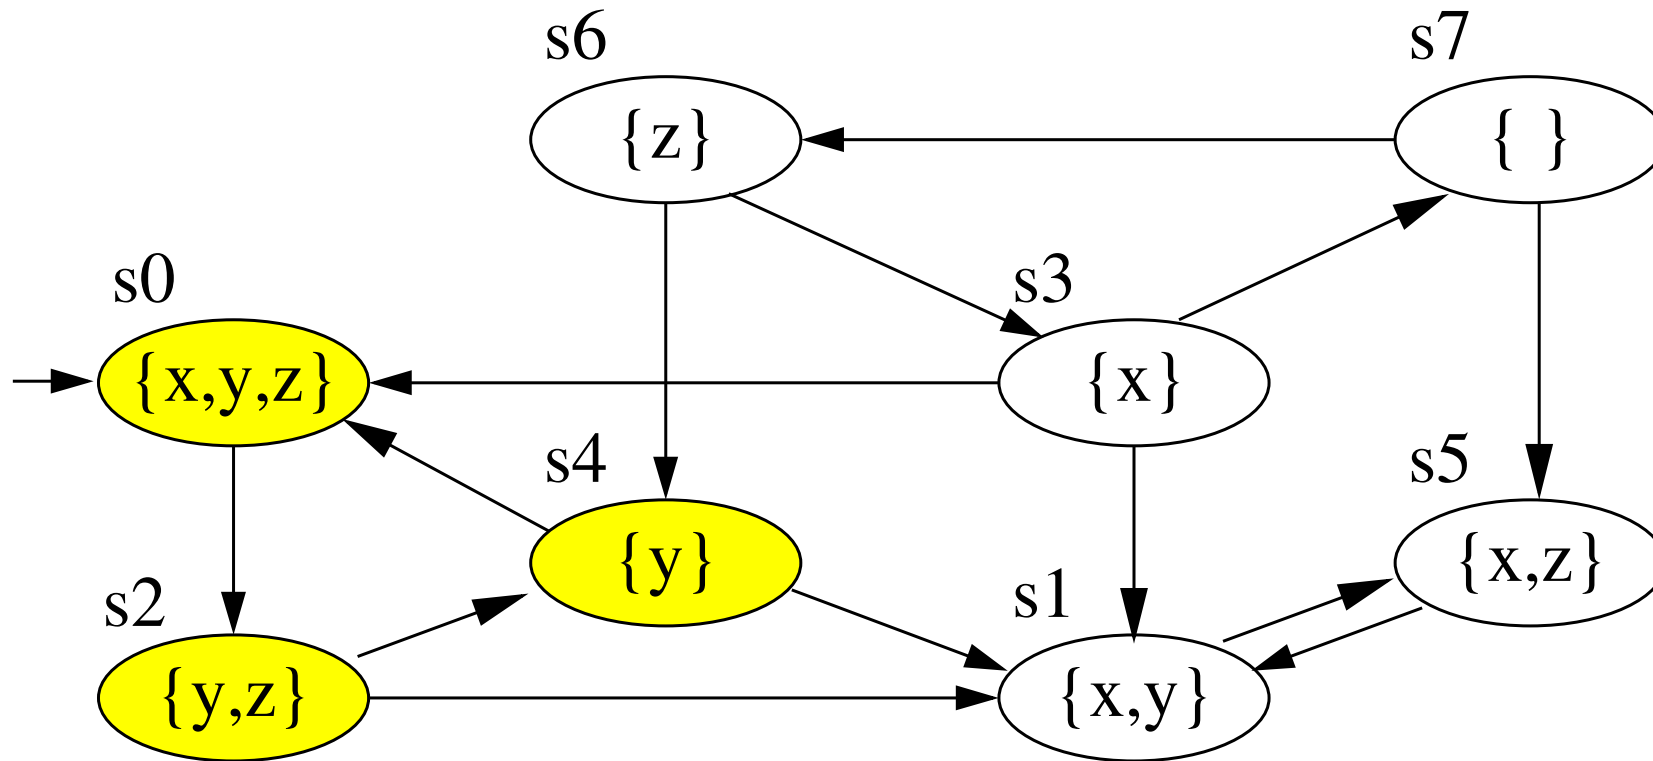 s6
s7
{z}
{ }
s0
s3
{x,y,z}
{x}
s4
s5
{y}
{x,z}
s2
s1
{y,z}
{x,y}